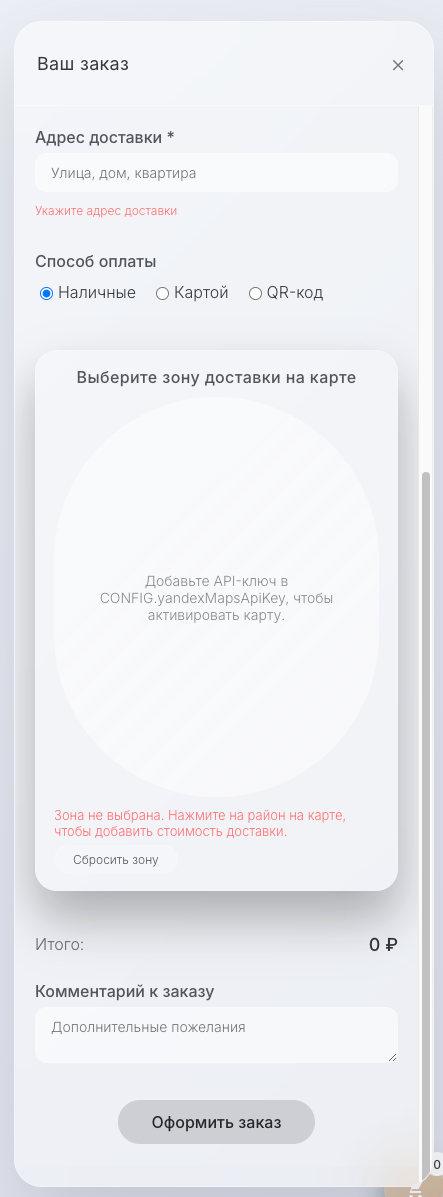 Ваш заказ
×
Адрес доставки *
Улица, дом, квартира
Укажите адрес доставки
Способ оплаты
Наличные Картой QR-код
Выберите зону доставки на карте
Добавьте API-ключ в
CONFIG.yandexMapsApiKey, чтобы
активировать карту.
Зона не выбрана. Нажмите на район на карте,
чтобы добавить стоимость доставки.
Сбросить зону
Итого: 0 ₽
Комментарий к заказу
Дополнительные пожелания
Оформить заказ
0